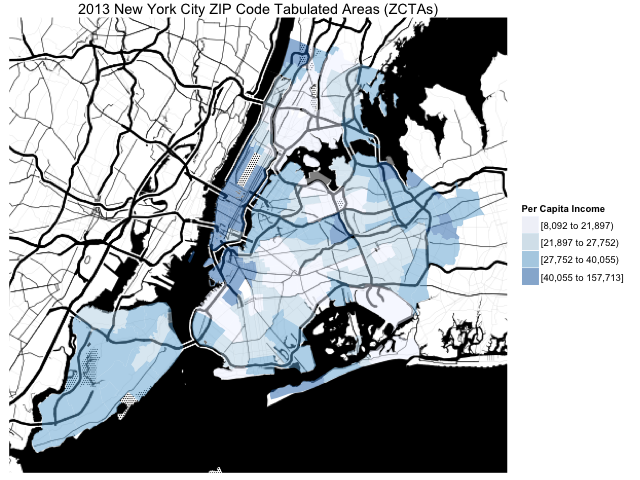 2013 New York City ZIP Code Tabulated Areas (ZCTAs)
Per Capita Income
[8,092 to 21,897)
[21,897 to 27,752)
[27,752 to 40,055)
[40,055 to 157,713]